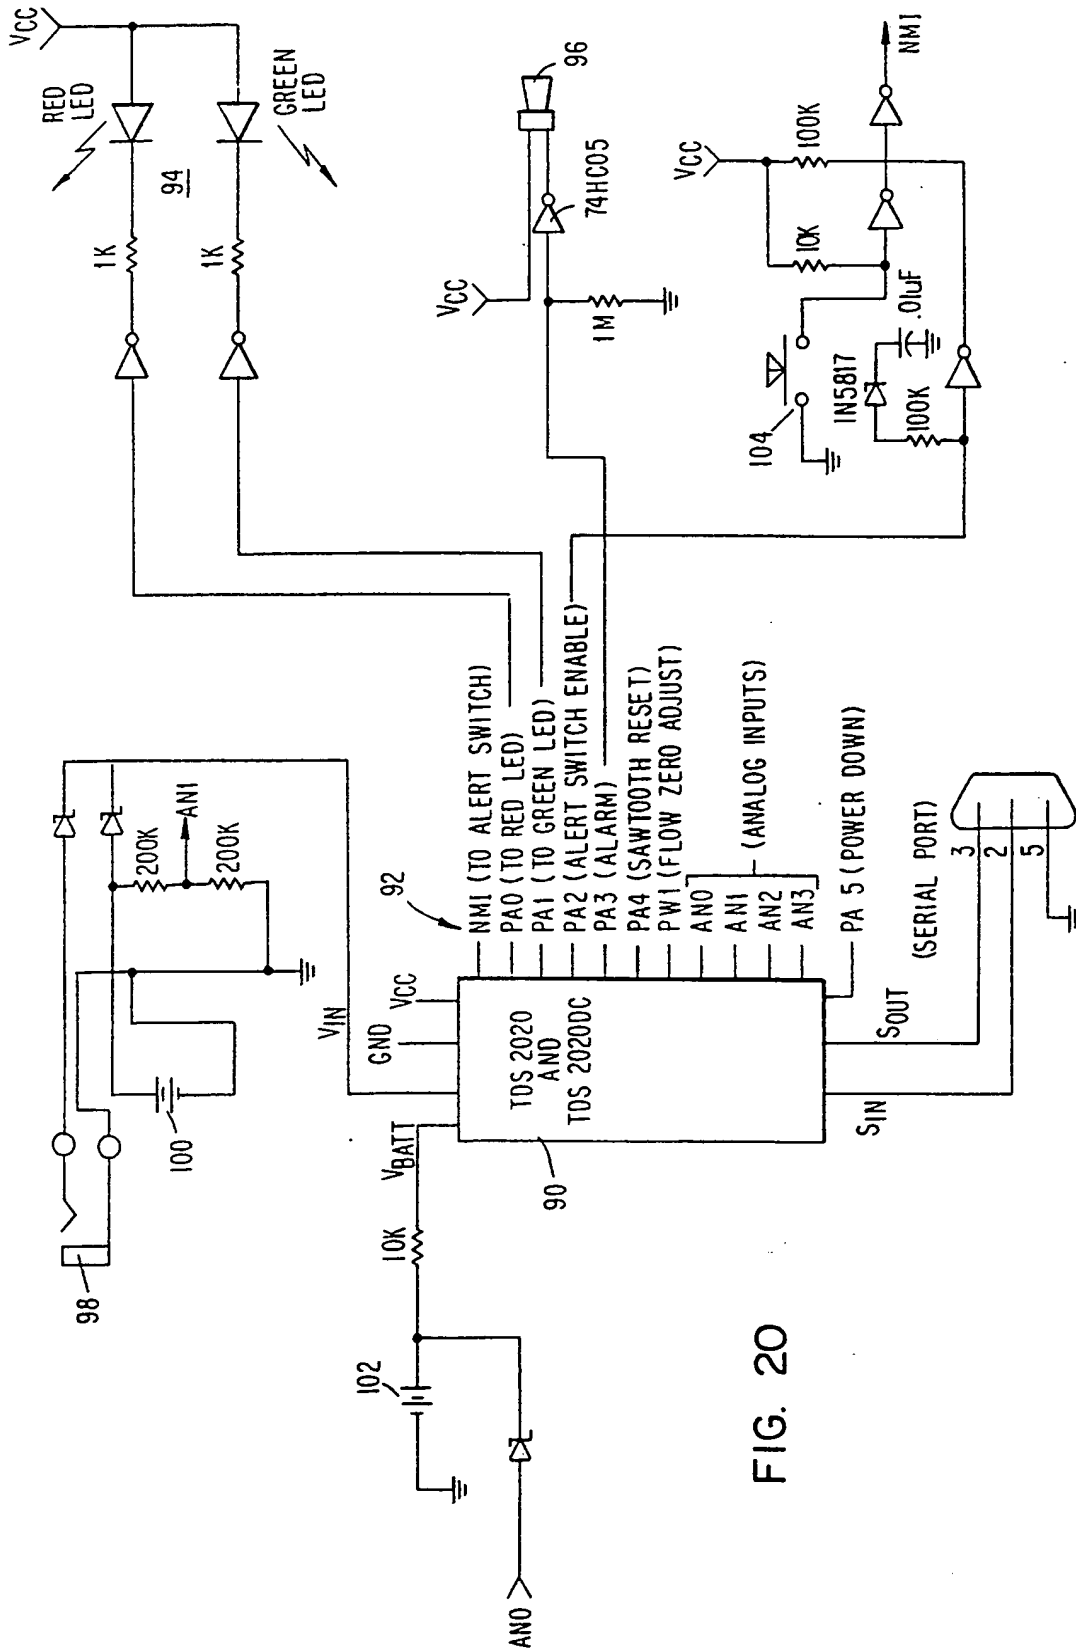 VCC
RED
LED
GREEN
LED
94
1K
1K
96
VCC
74HC05
1M
NMI
VCC
100K
10K
.01uF
1N5817
100K
104
AN1
200K
200K
VIN
100
98
92
NMI (TO ALERT SWITCH)
PA0 (TO RED LED)
PA1 (TO GREEN LED)
PA2 (ALERT SWITCH ENABLE)
PA3 (ALARM)
PA4 (SAWTOOTH RESET)
PW1 (FLOW ZERO ADJUST)
AN0
AN1
AN2
AN3
(ANALOG INPUTS)
PA 5 (POWER DOWN)
VCC
GND
TDS 2020
AND
TDS 2020DC
90
VBATT
10K
102
AN0
SOUT
SIN
(SERIAL PORT)
3
2
5
FIG. 20